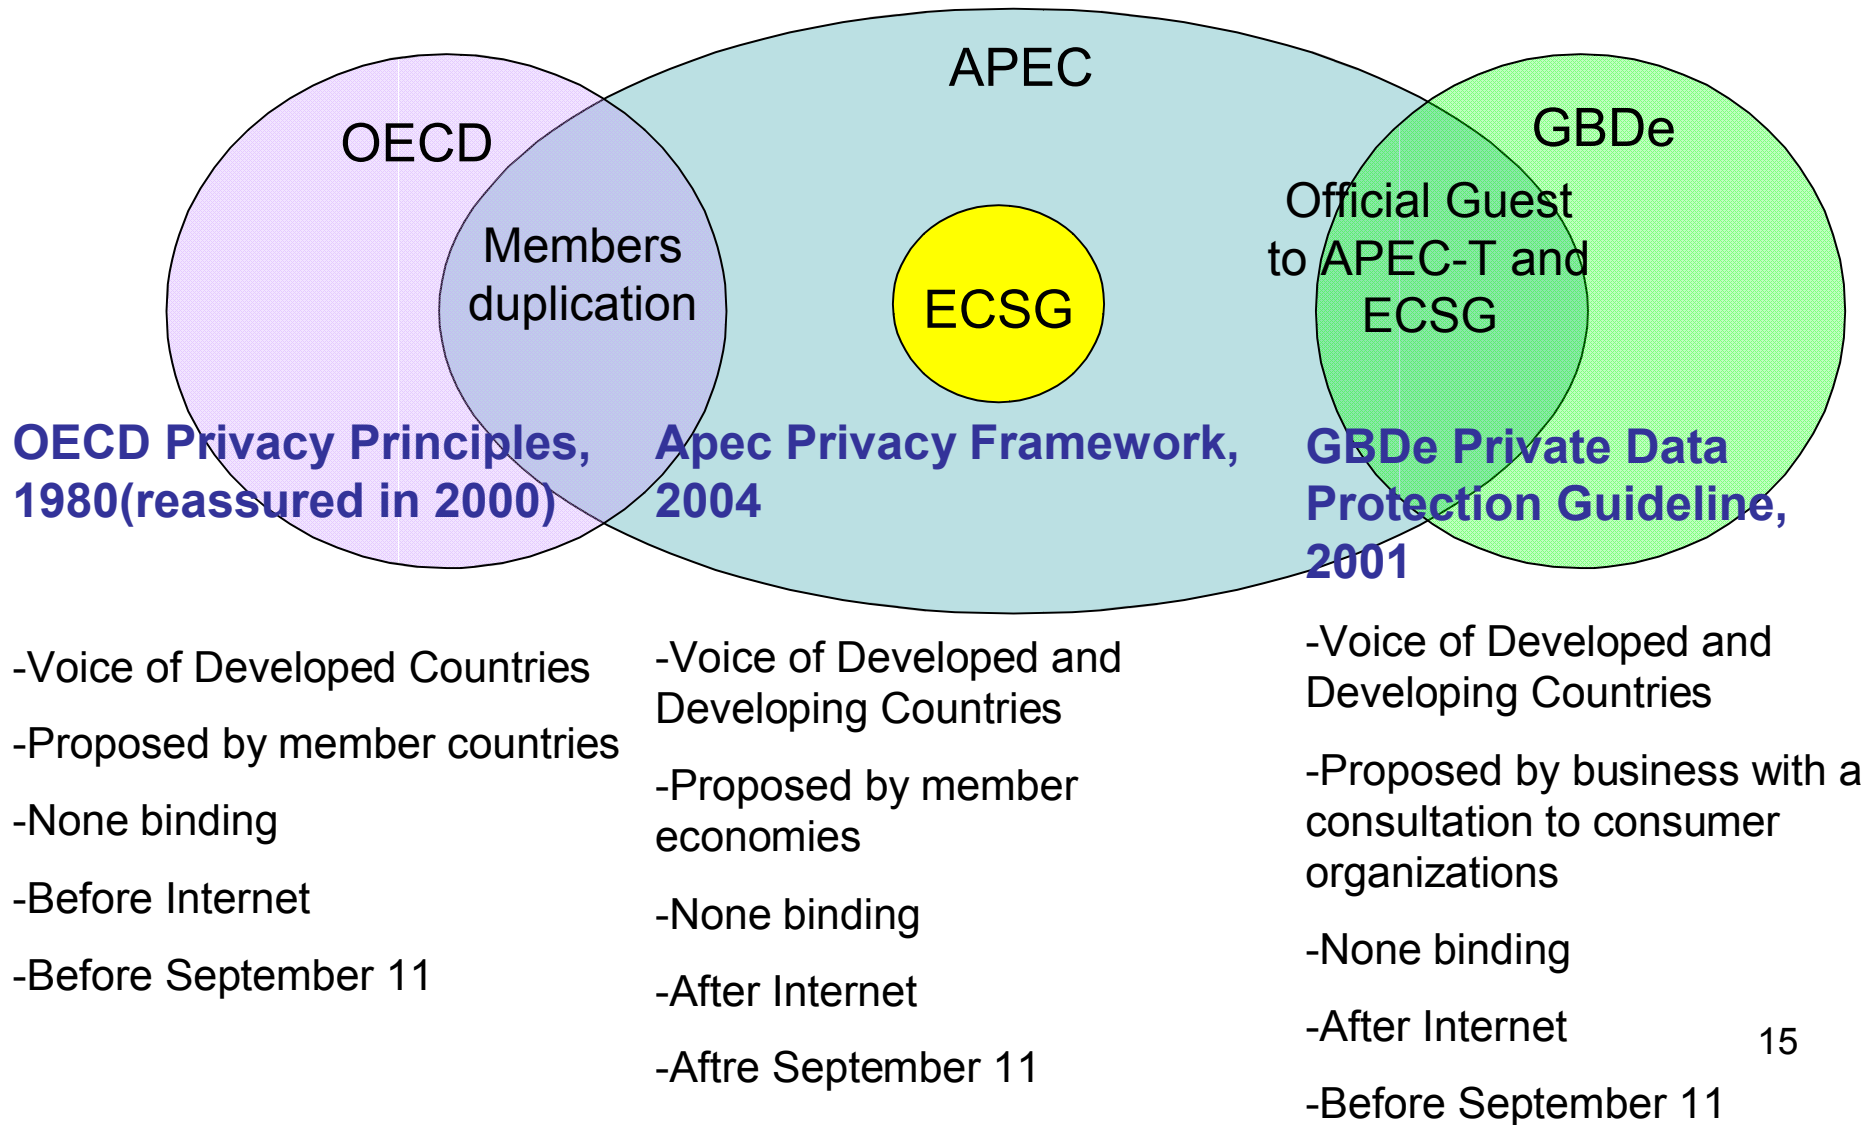 APEC
OECD
GBDe
Members
duplication
ECSG
Official Guest
to APEC-T and
ECSG
OECD Privacy Principles,
1980(reassured in 2000)
-Voice of Developed Countries
-Proposed by member countries
-None binding
-Before Internet
-Before September 11
Apec Privacy Framework,
2004
-Voice of Developed and
Developing Countries
-Proposed by member
economies
-None binding
-After Internet
-Aftre September 11
GBDe Private Data
Protection Guideline,
2001
-Voice of Developed and
Developing Countries
-Proposed by business with a
consultation to consumer
organizations
-None binding
-After Internet
-Before September 11
15